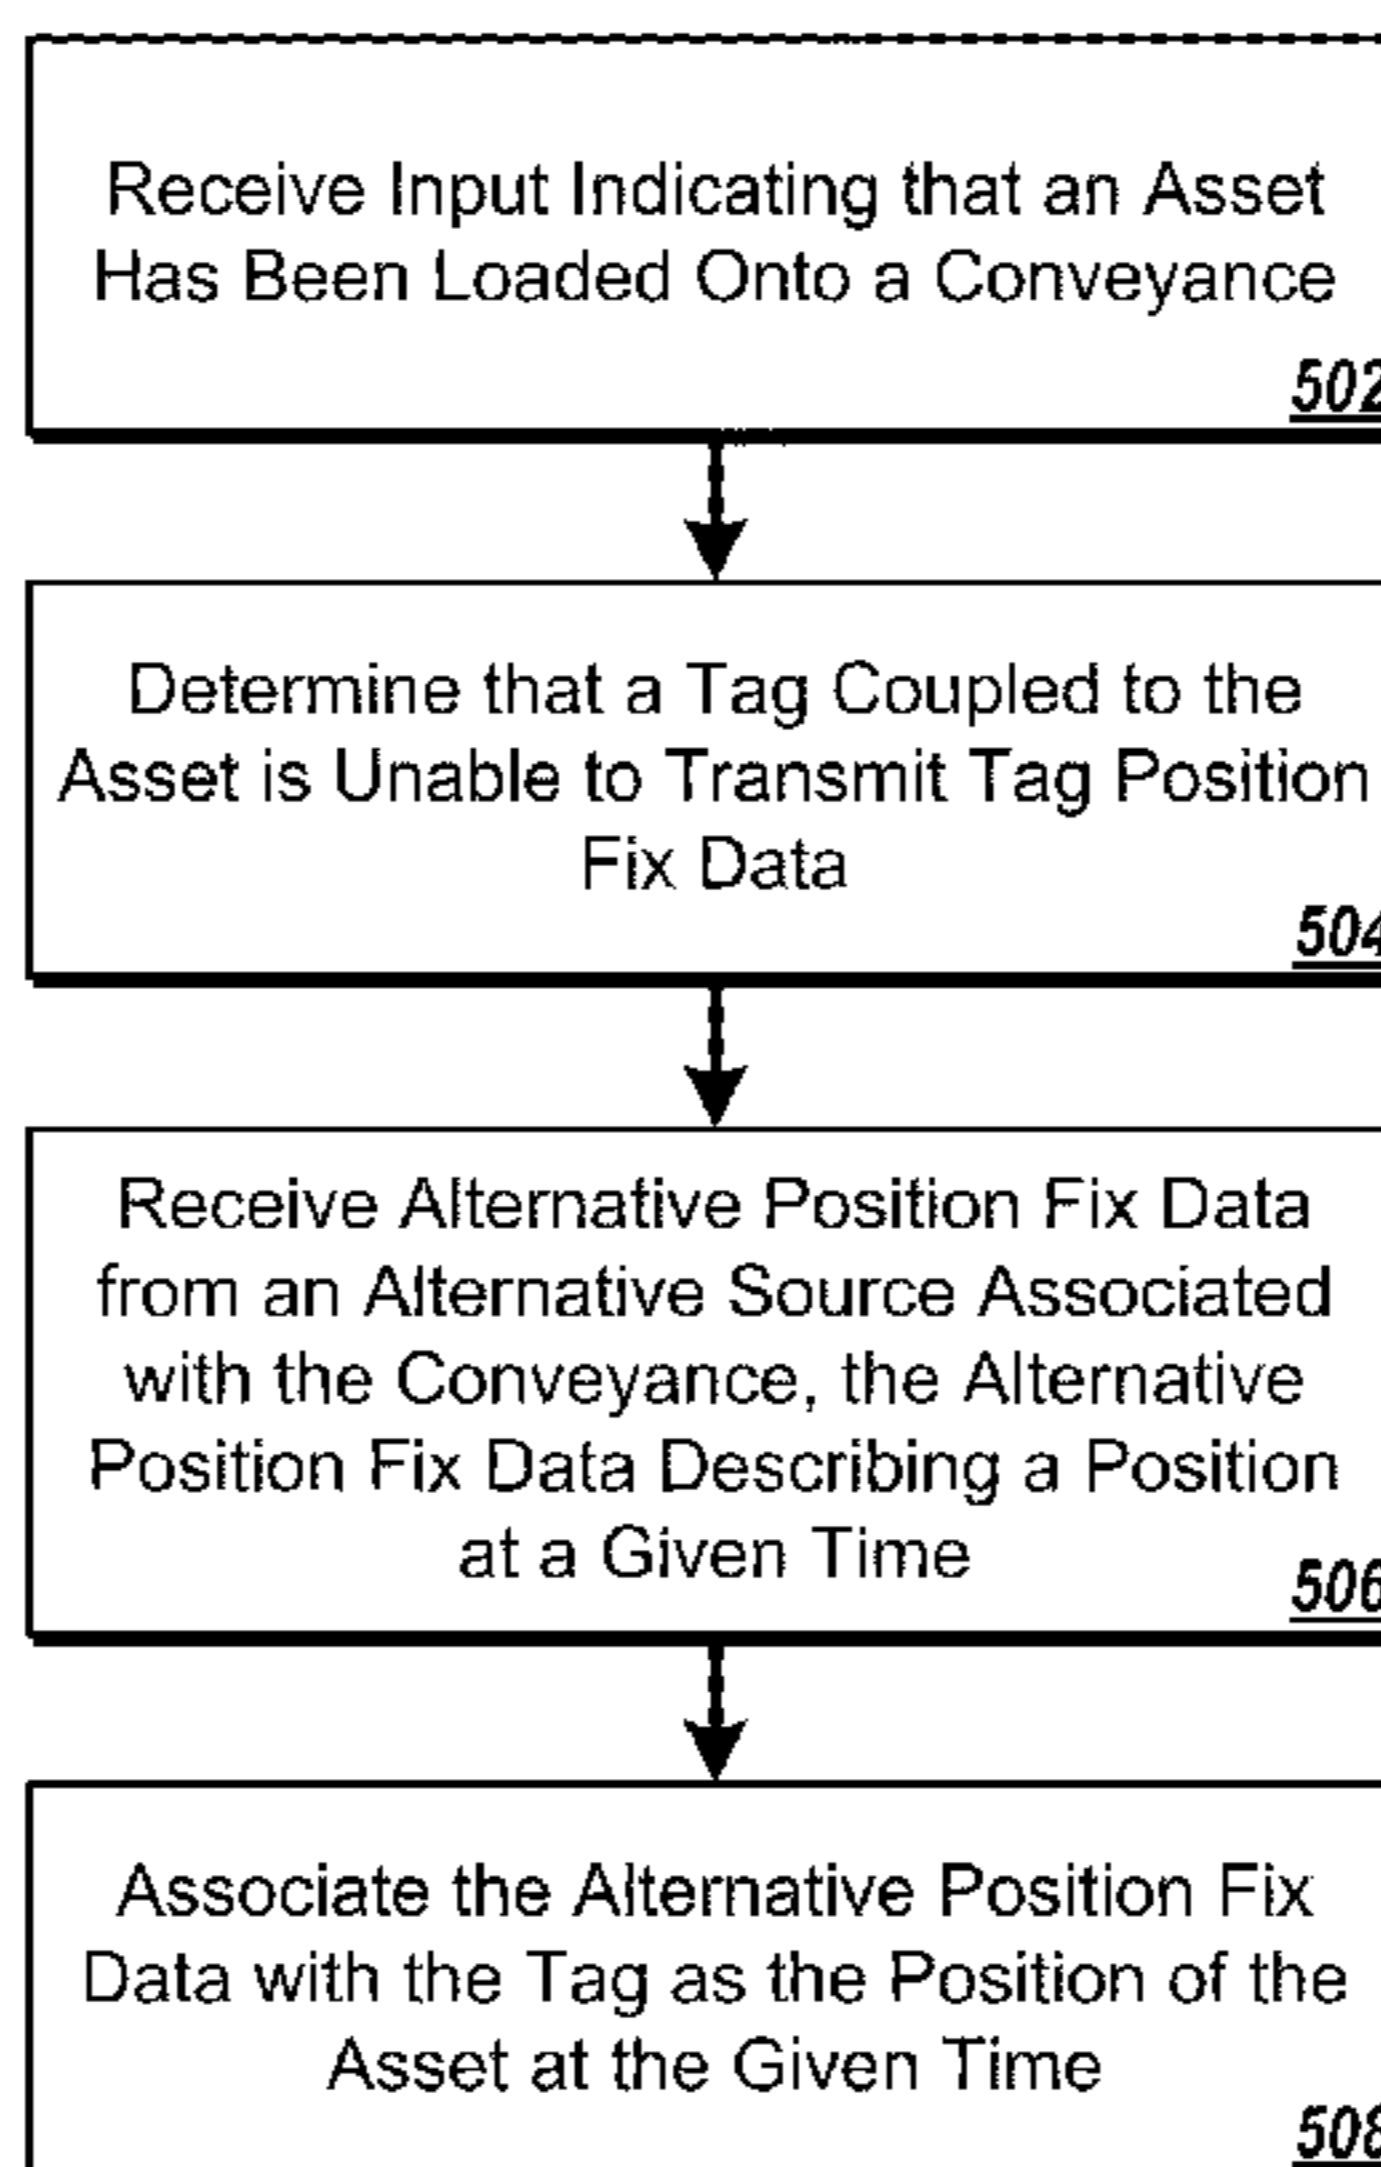 Receive Input Indicating that an Asset
Has Been Loaded Onto a Conveyance
502
Determine that a Tag Coupled to the
Asset is Unable to Transmit Tag Position
Fix Data
504
Receive Alternative Position Fix Data
from an Alternative Source Associated
with the Conveyance, the Alternative
Position Fix Data Describing a Position
at a Given Time
506
Associate the Alternative Position Fix
Data with the Tag as the Position of the
Asset at the Given Time
508